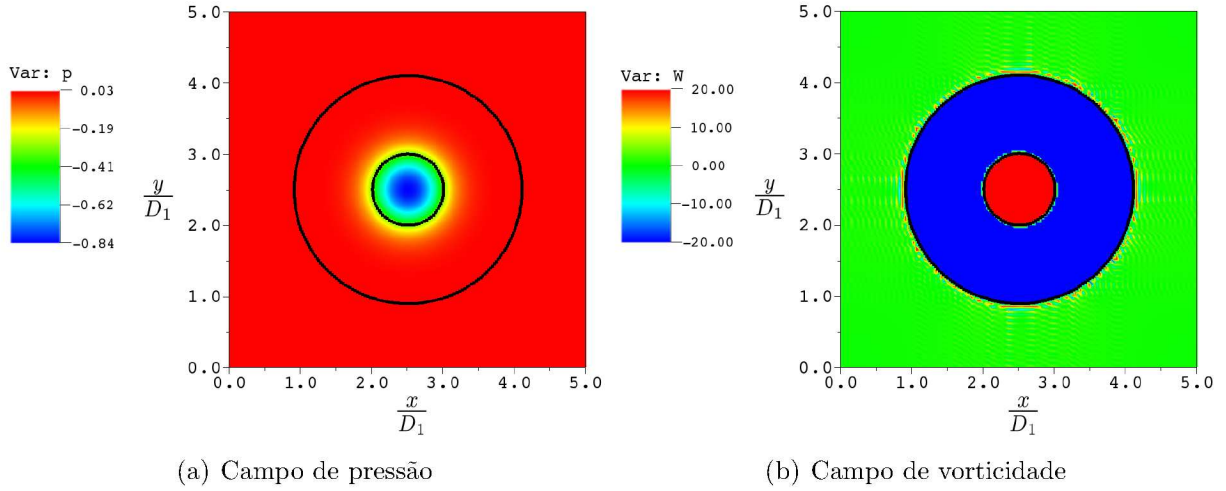 Var: p
0.03
-0.19
-0.41
-0.62
-0.84
5.0
4.0
3.0
2.0
1.0
0.0
y
D1
0.0 1.0 2.0 3.0 4.0 5.0
x
D1
(a) Campo de pressão
Var: W
20.00
10.00
0.00
-10.00
-20.00
5.0
4.0
3.0
2.0
1.0
0.0
y
D1
0.0 1.0 2.0 3.0 4.0 5.0
x
D1
(b) Campo de vorticidade